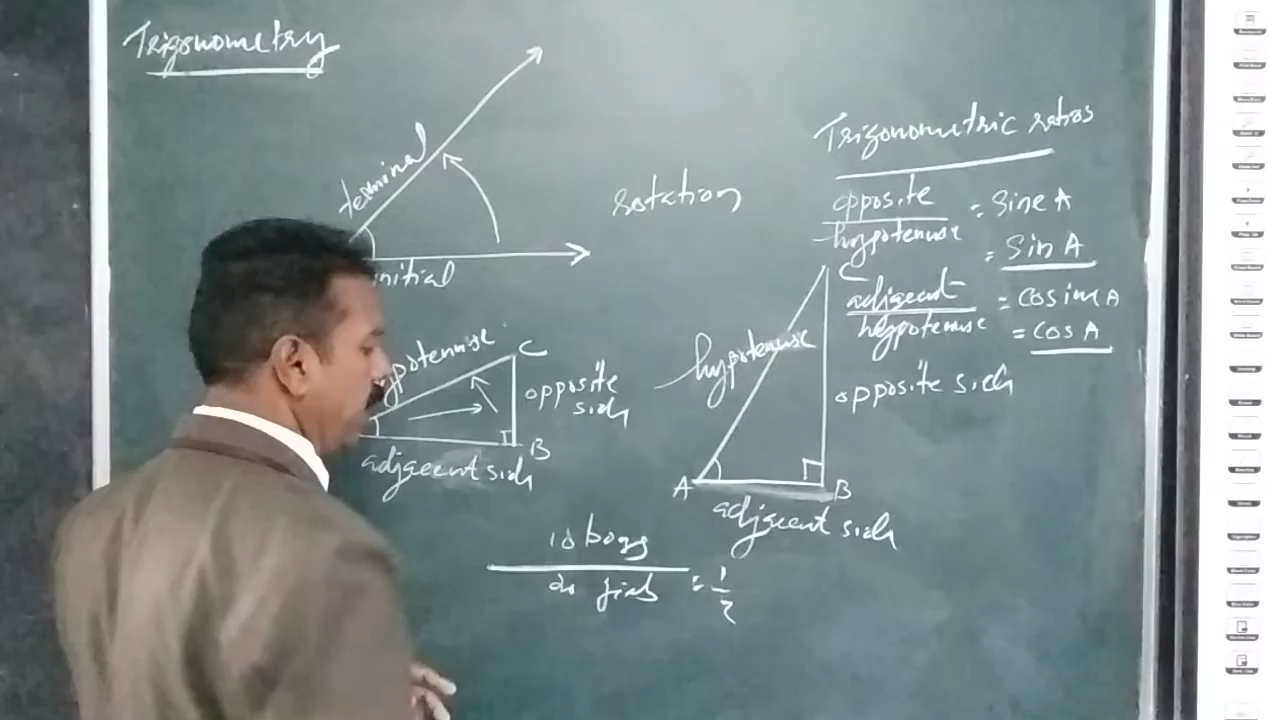 Trigonometry
terminal
initial
rotation
Trigonometric ratios
opposite
hypotenuse
= Sine A
= Sin A
adjacent
hypotenuse
= cosine A
= cos A
hypotenuse
C
opposite
side
B
adjacent side
hypotenuse
C
opposite side
A
B
adjacent side
10 boys
20 girls
= 1
2